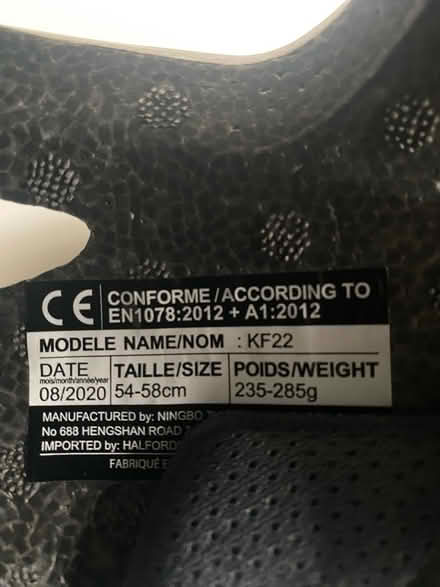 CE CONFORME/ACCORDING TO
EN1078:2012 + A1:2012
MODELE NAME/NOM : KF22
DATE TAILLE/SIZE POIDS/WEIGHT
mois/month/année/year
08/2020 54-58cm 235-285g
MANUFACTURED by: NINGBO
No 688 HENGSHAN ROAD
IMPORTED by: HALFORDS
FABRIQUÉ